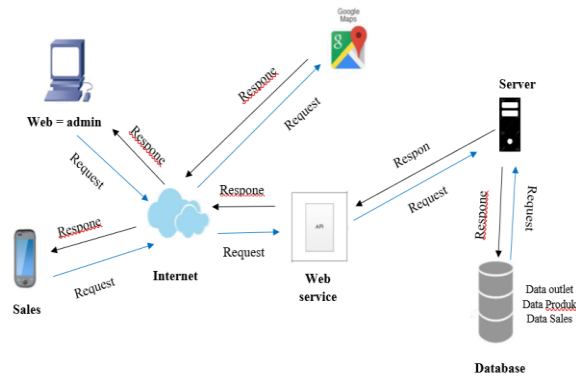 Google
Maps
Server
Web = admin
Respone
Request
Respone
Request
Respon
Request
Respone
Request
Respone
Request
Respone
Request
API
Internet
Web
service
Sales
Data outlet
Data Produk
Data Sales
Database